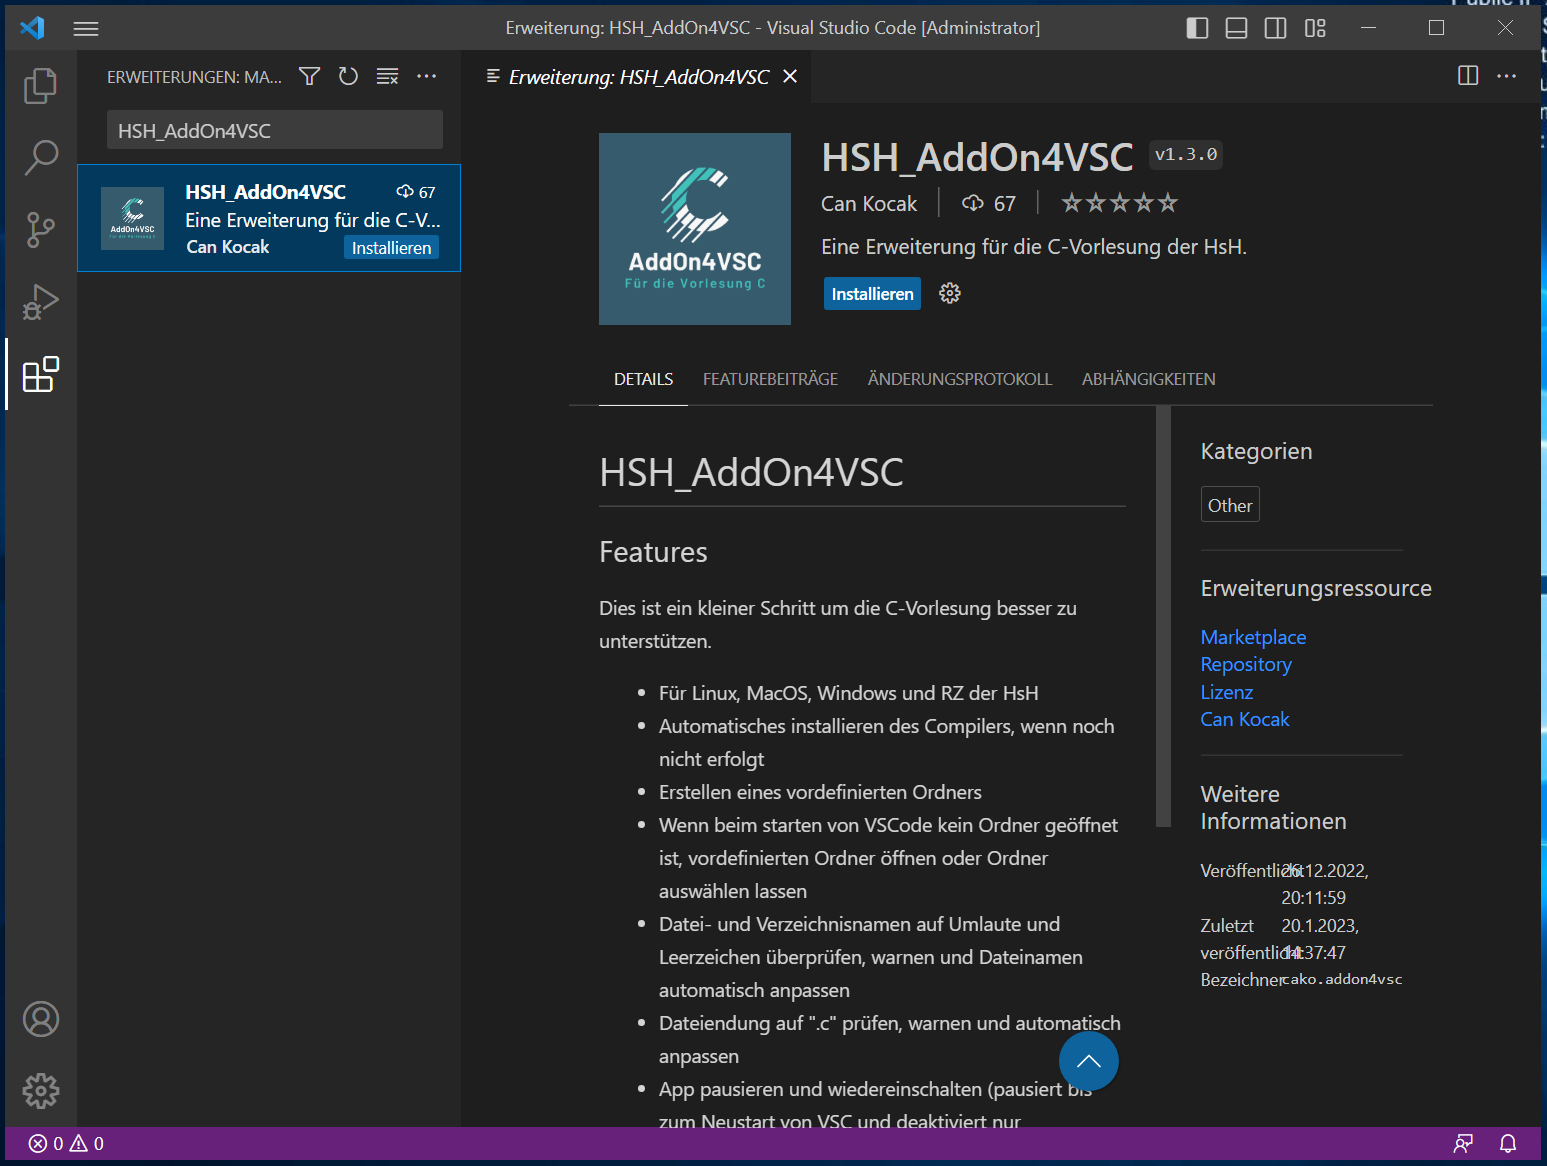 Erweiterung: HSH_AddOn4VSC - Visual Studio Code [Administrator]
ERWEITERUNGEN: MA...
HSH_AddOn4VSC
HSH_AddOn4VSC 67
Eine Erweiterung für die C-V...
Can Kocak Installieren
AddOn4VSC
Erweiterung: HSH_AddOn4VSC
AddOn4VSC
Für die Vorlesung C
HSH_AddOn4VSC v1.3.0
Can Kocak 67
Eine Erweiterung für die C-Vorlesung der HsH.
Installieren
DETAILS FEATUREBEITRÄGE ÄNDERUNGSPROTOKOLL ABHÄNGIGKEITEN
HSH_AddOn4VSC
Features
Dies ist ein kleiner Schritt um die C-Vorlesung besser zu
unterstützen.
• Für Linux, MacOS, Windows und RZ der HsH
• Automatisches installieren des Compilers, wenn noch
nicht erfolgt
• Erstellen eines vordefinierten Ordners
• Wenn beim starten von VSCode kein Ordner geöffnet
ist, vordefinierten Ordner öffnen oder Ordner
auswählen lassen
• Datei- und Verzeichnisnamen auf Umlaute und
Leerzeichen überprüfen, warnen und Dateinamen
automatisch anpassen
• Dateiendung auf ".c" prüfen, warnen und automatisch
anpassen
• App pausieren und wiedereinschalten (pausiert bis
zum Neustart von VSC und deaktiviert nur
Kategorien
Other
Erweiterungsressource
Marketplace
Repository
Lizenz
Can Kocak
Weitere
Informationen
Veröffentlicht 26.12.2022,
20:11:59
Zuletzt 20.1.2023,
veröffentlicht 14:37:47
Bezeichner cako.addon4vsc
0 0